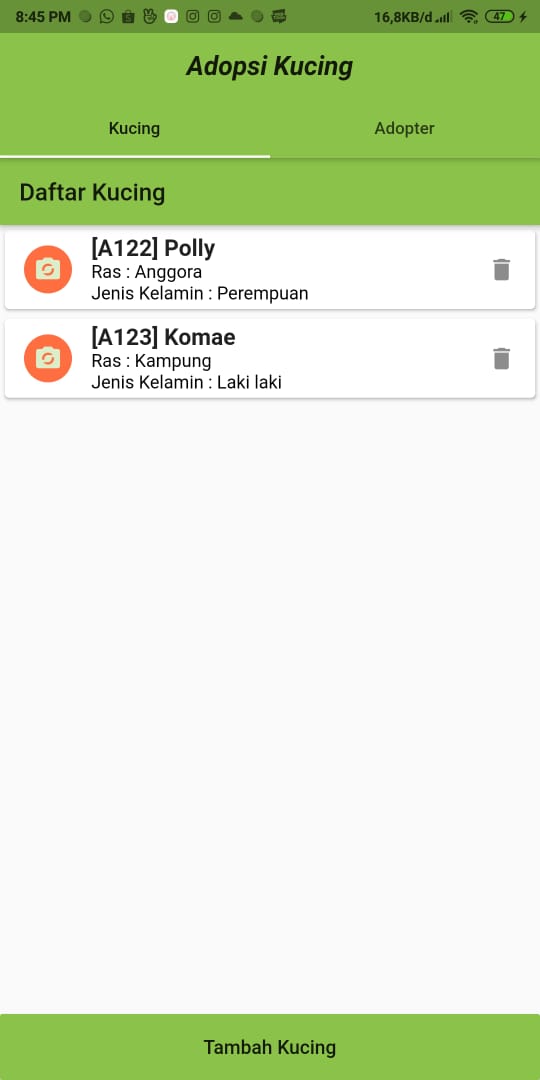 8:45 PM 16,8KB/d 47
Adopsi Kucing
Kucing Adopter
Daftar Kucing
[A122] Polly
Ras : Anggora
Jenis Kelamin : Perempuan
[A123] Komae
Ras : Kampung
Jenis Kelamin : Laki laki
Tambah Kucing